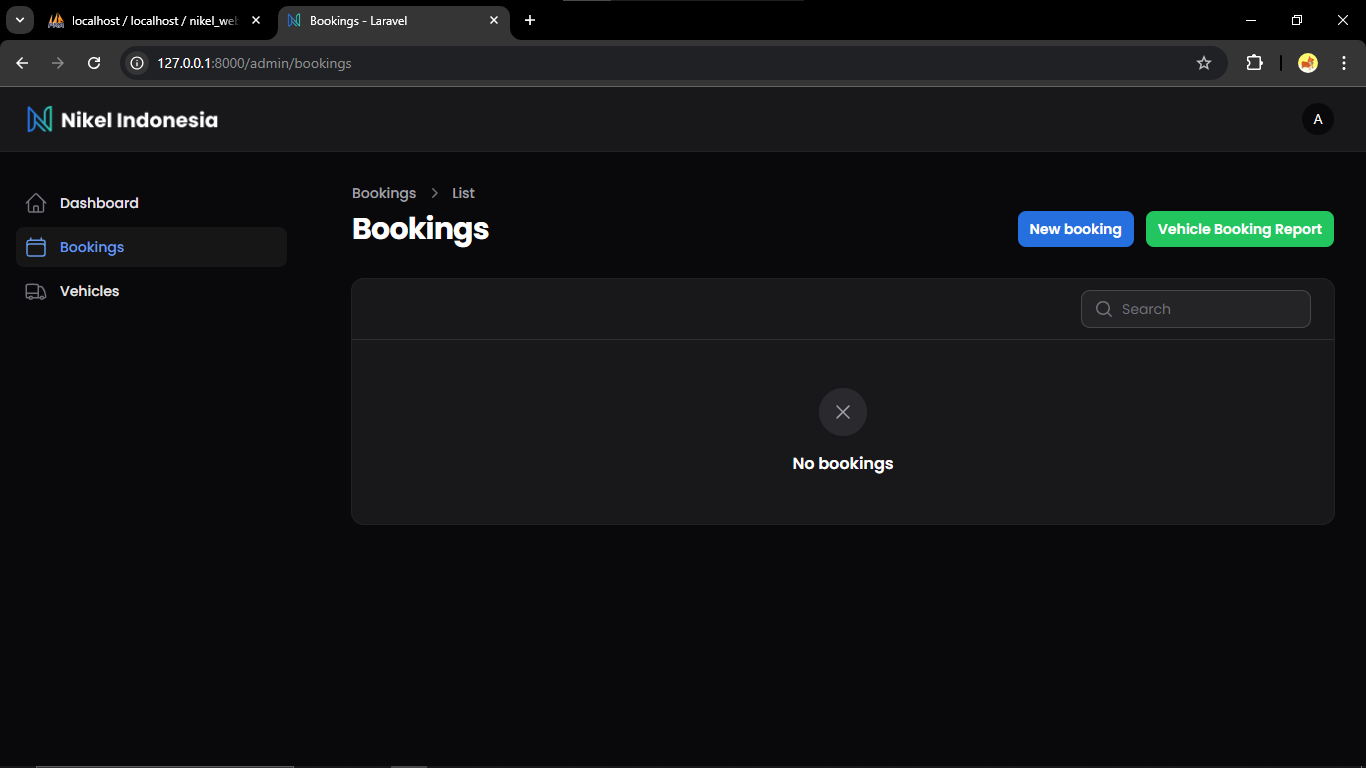 localhost / localhost / nikel_web
Bookings - Laravel
127.0.0.1:8000/admin/bookings
Nikel Indonesia
A
Dashboard
Bookings
Vehicles
Bookings > List
Bookings
New booking
Vehicle Booking Report
Search
No bookings